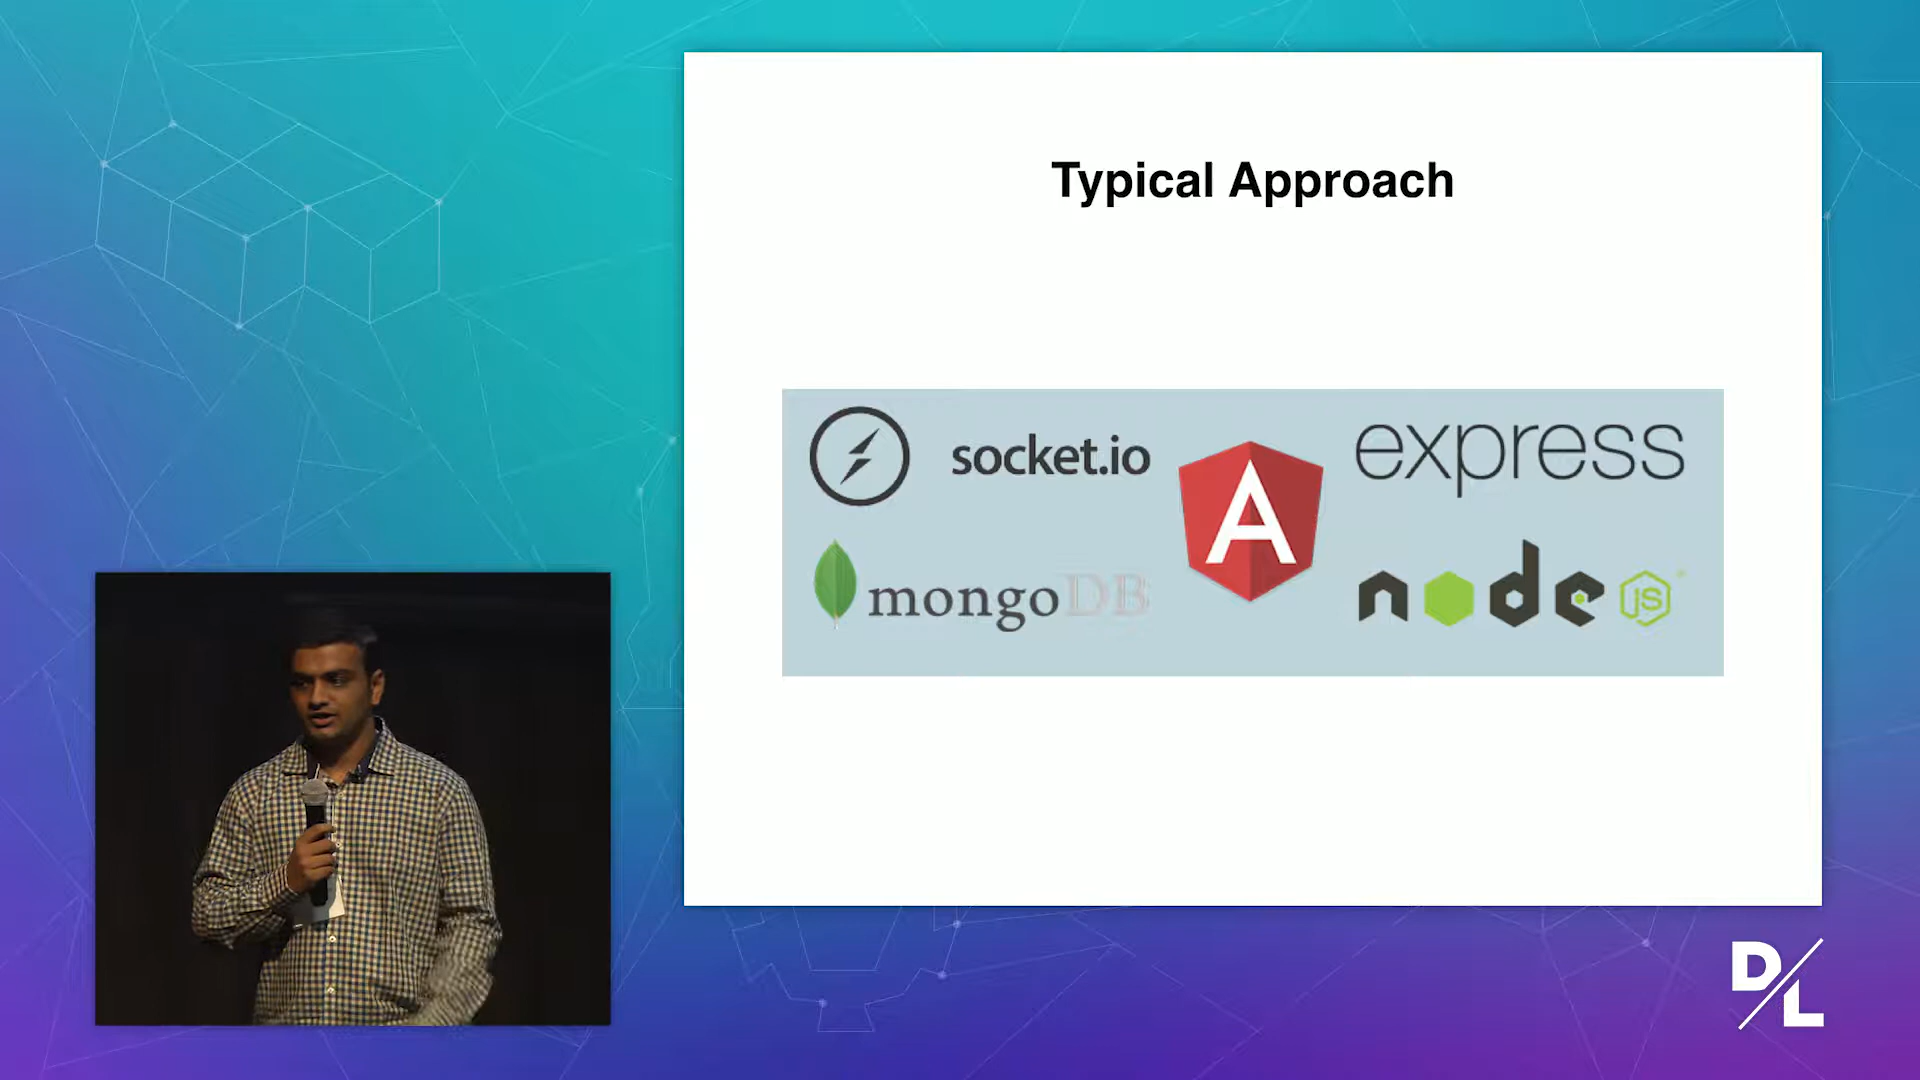 Typical Approach
socket.io
express
mongoDB
node
JS
D/L